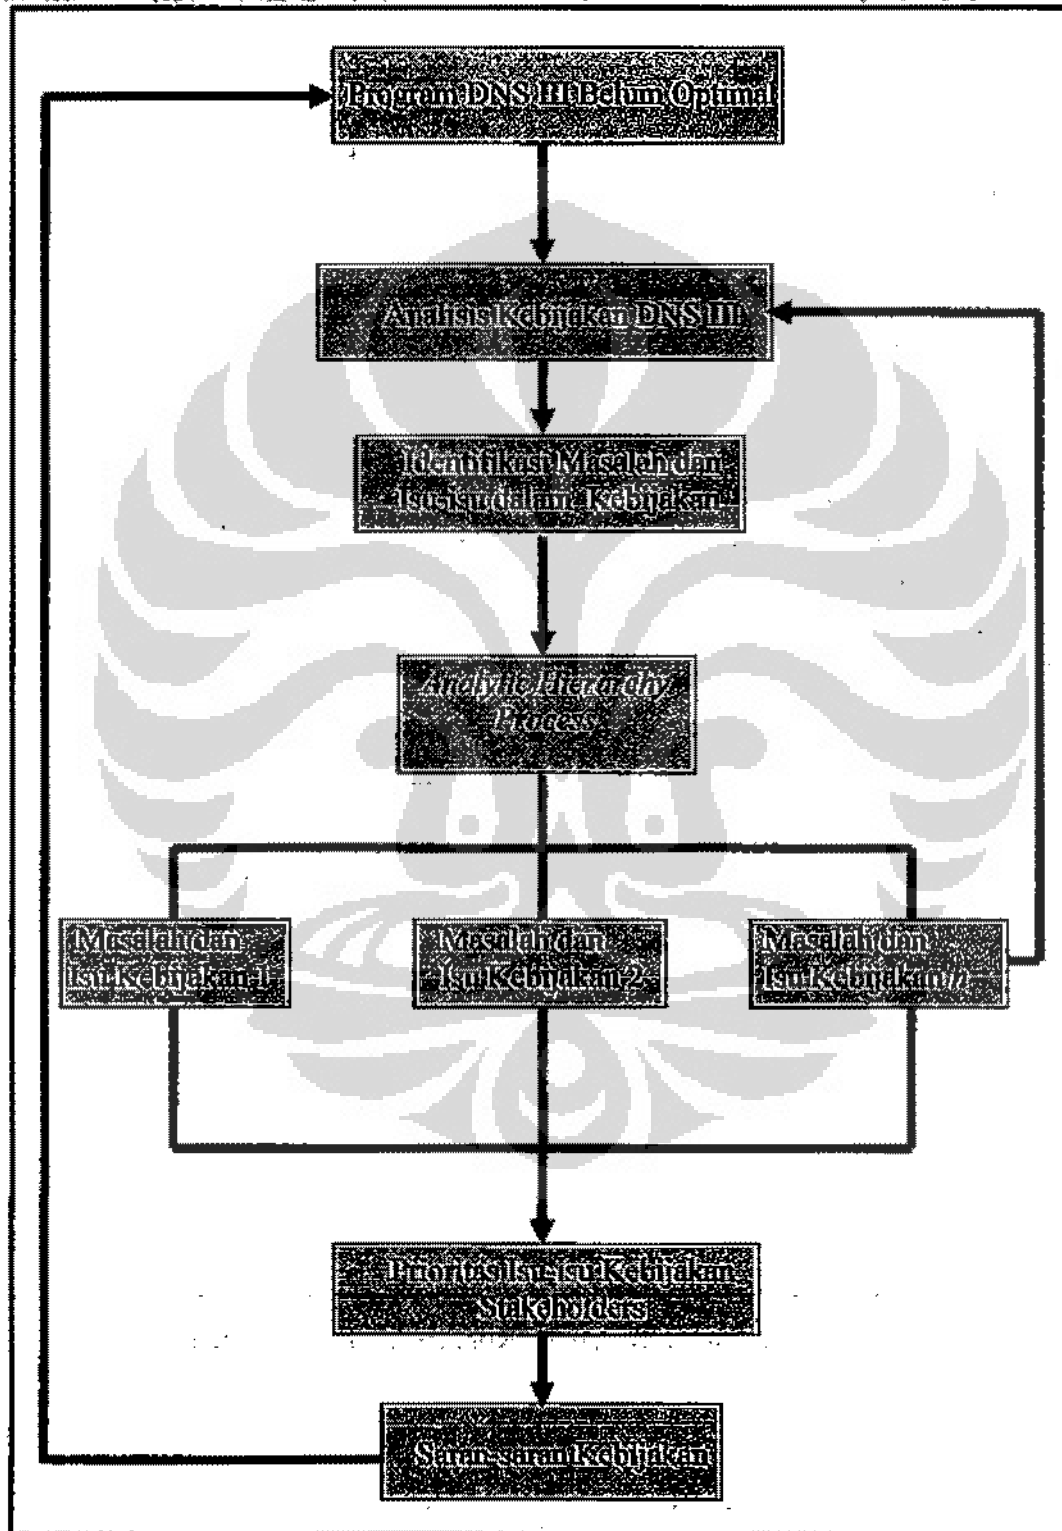 Program DNS III Belum Optimal
Analisis Kebijakan DNS III
Identifikasi Masalah dan
Isu-isu dalam Kebijakan
Analytic Hierarchy
Process
Masalah dan
Isu Kebijakan 1
Masalah dan
Isu Kebijakan 2
Masalah dan
Isu Kebijakan n
Prioritas Isu-isu Kebijakan
Stakeholders
Saran-saran Kebijakan